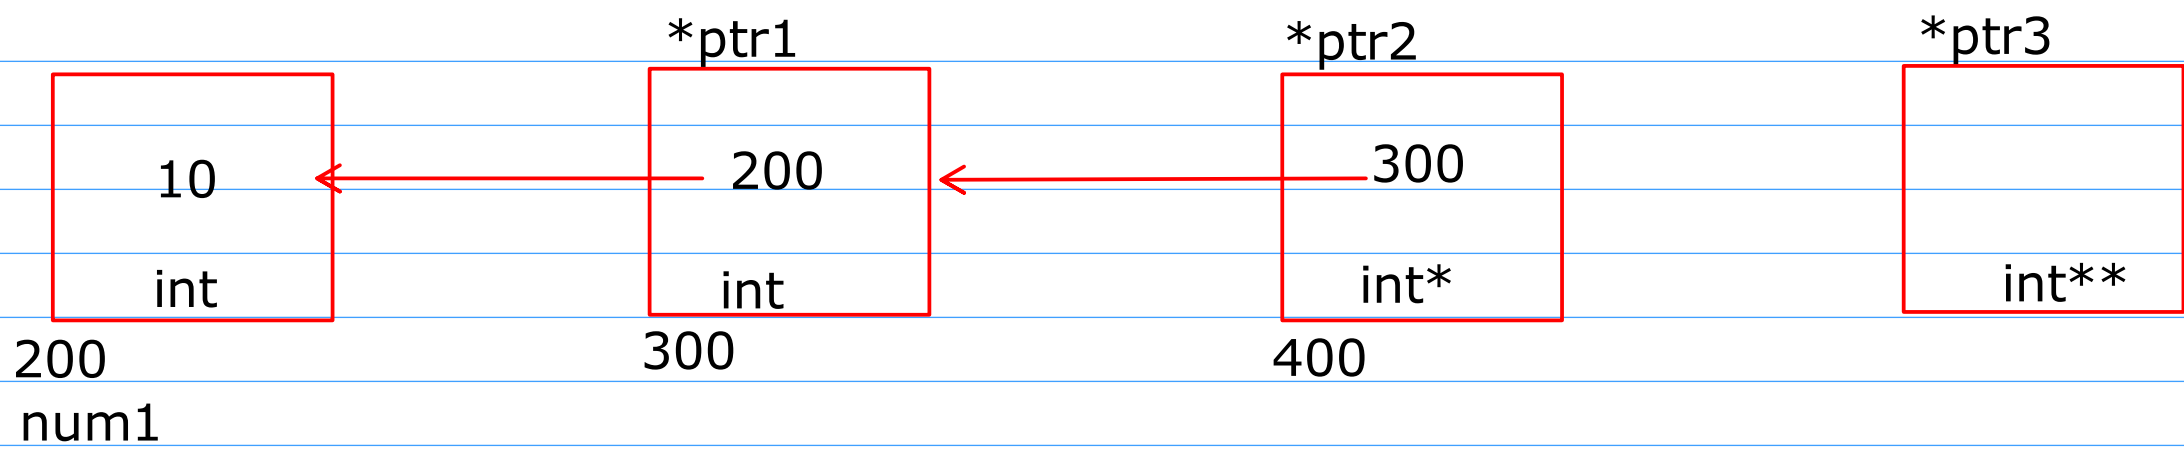 *ptr1 *ptr2 *ptr3
10 200 300
int int int* int**
200 300 400
num1